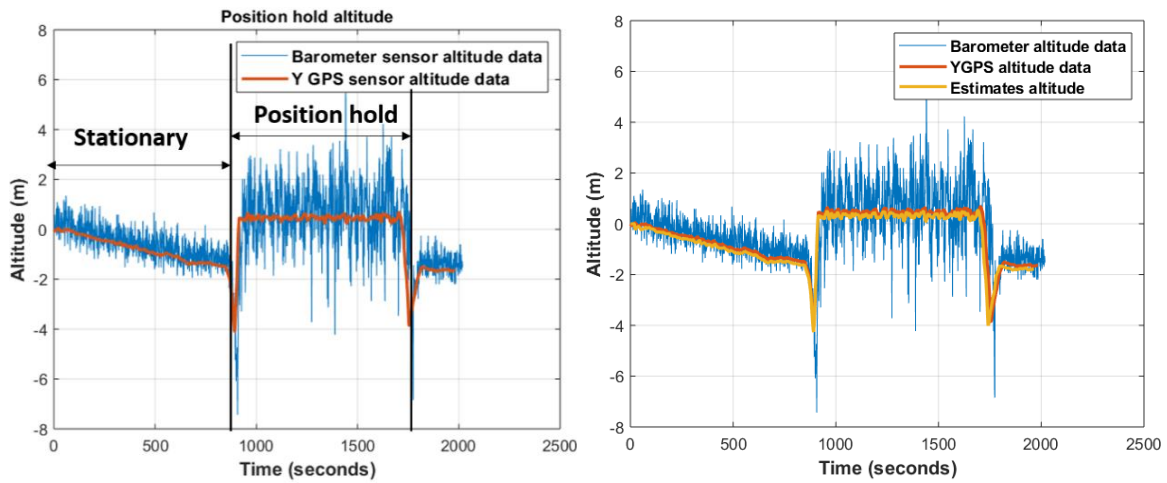 Position hold altitude
Barometer sensor altitude data
Y GPS sensor altitude data
Position hold
Stationary
Altitude (m)
8
6
4
2
0
-2
-4
-6
-8
0 500 1000 1500 2000 2500
Time (seconds)
Barometer altitude data
YGPS altitude data
Estimates altitude
Altitude (m)
8
6
4
2
0
-2
-4
-6
-8
0 500 1000 1500 2000 2500
Time (seconds)